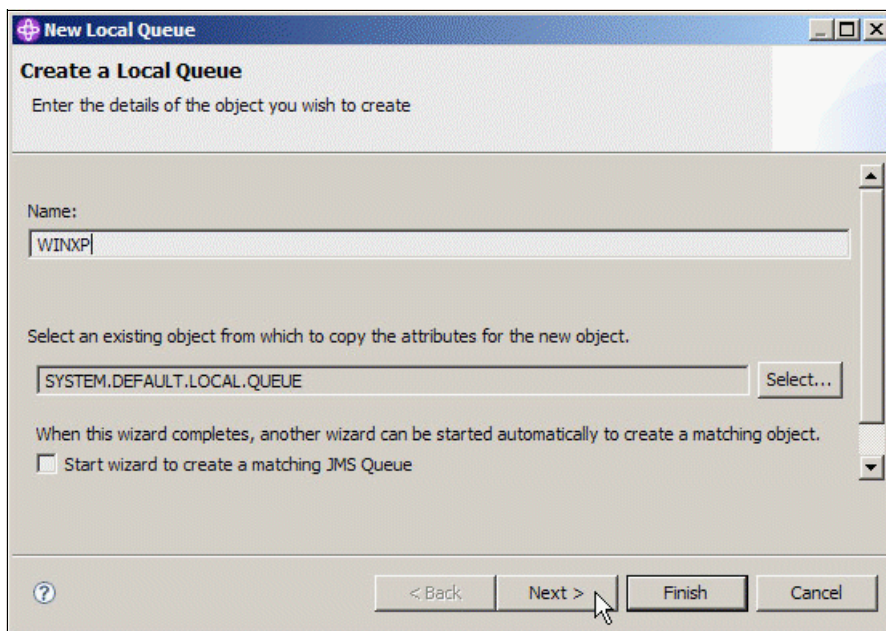 New Local Queue
Create a Local Queue
Enter the details of the object you wish to create
Name:
WINXP
Select an existing object from which to copy the attributes for the new object.
SYSTEM.DEFAULT.LOCAL.QUEUE Select...
When this wizard completes, another wizard can be started automatically to create a matching object.
Start wizard to create a matching JMS Queue
? < Back Next > Finish Cancel